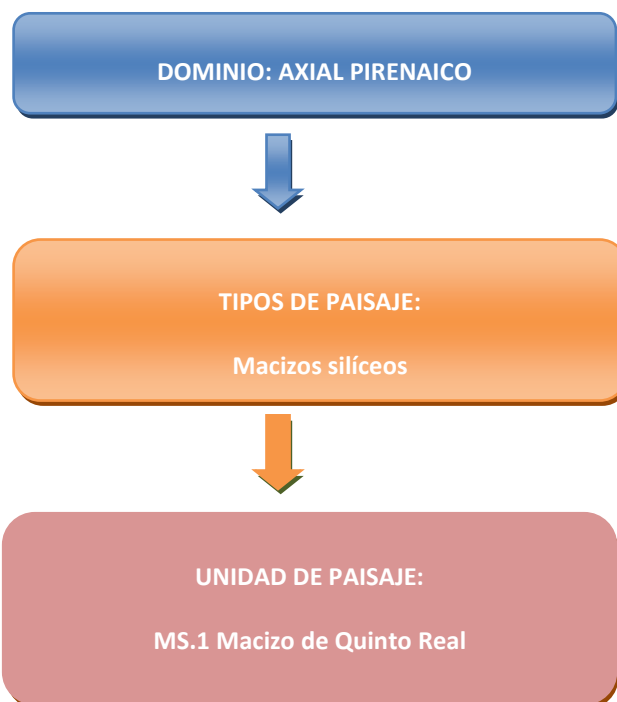 DOMINIO: AXIAL PIRENAICO
TIPOS DE PAISAJE:
Macizos silíceos
UNIDAD DE PAISAJE:
MS.1 Macizo de Quinto Real